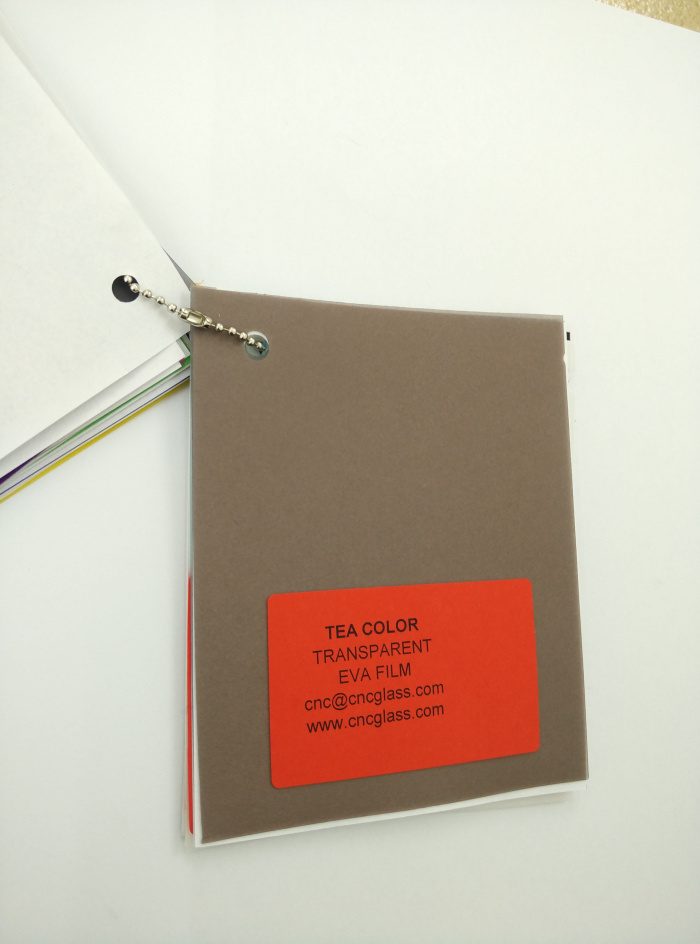 TEA COLOR
TRANSPARENT
EVA FILM
cnc@cncglass.com
www.cncglass.com